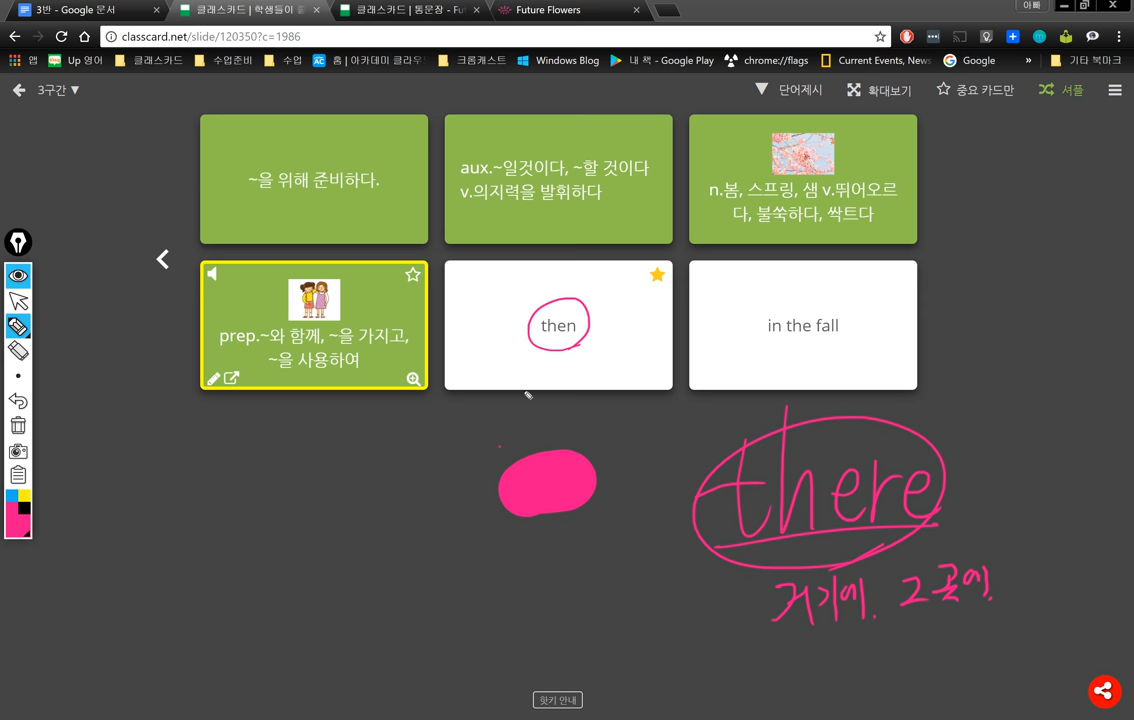 3반 - Google 문서
클래스카드 | 학생들이 쉽
클래스카드 | 통문장 - Fu
Future Flowers
아빠
classcard.net/slide/120350?c=1986
앱
Up 영어
클래스카드
수업준비
수업
홈 | 아카데미 클라우
크롬캐스트
Windows Blog
내 책 - Google Play
chrome://flags
Current Events, News
Google
»
기타 북마크
3구간 ▼
▼ 단어제시
확대보기
중요 카드만
셔플
~을 위해 준비하다.
aux.~일것이다, ~할 것이다
v.의지력을 발휘하다
n.봄, 스프링, 샘 v.뛰어오르
다, 불쑥하다, 싹트다
prep.~와 함께, ~을 가지고,
~을 사용하여
then
in the fall
there
거기에. 그 곳에.
핫키 안내